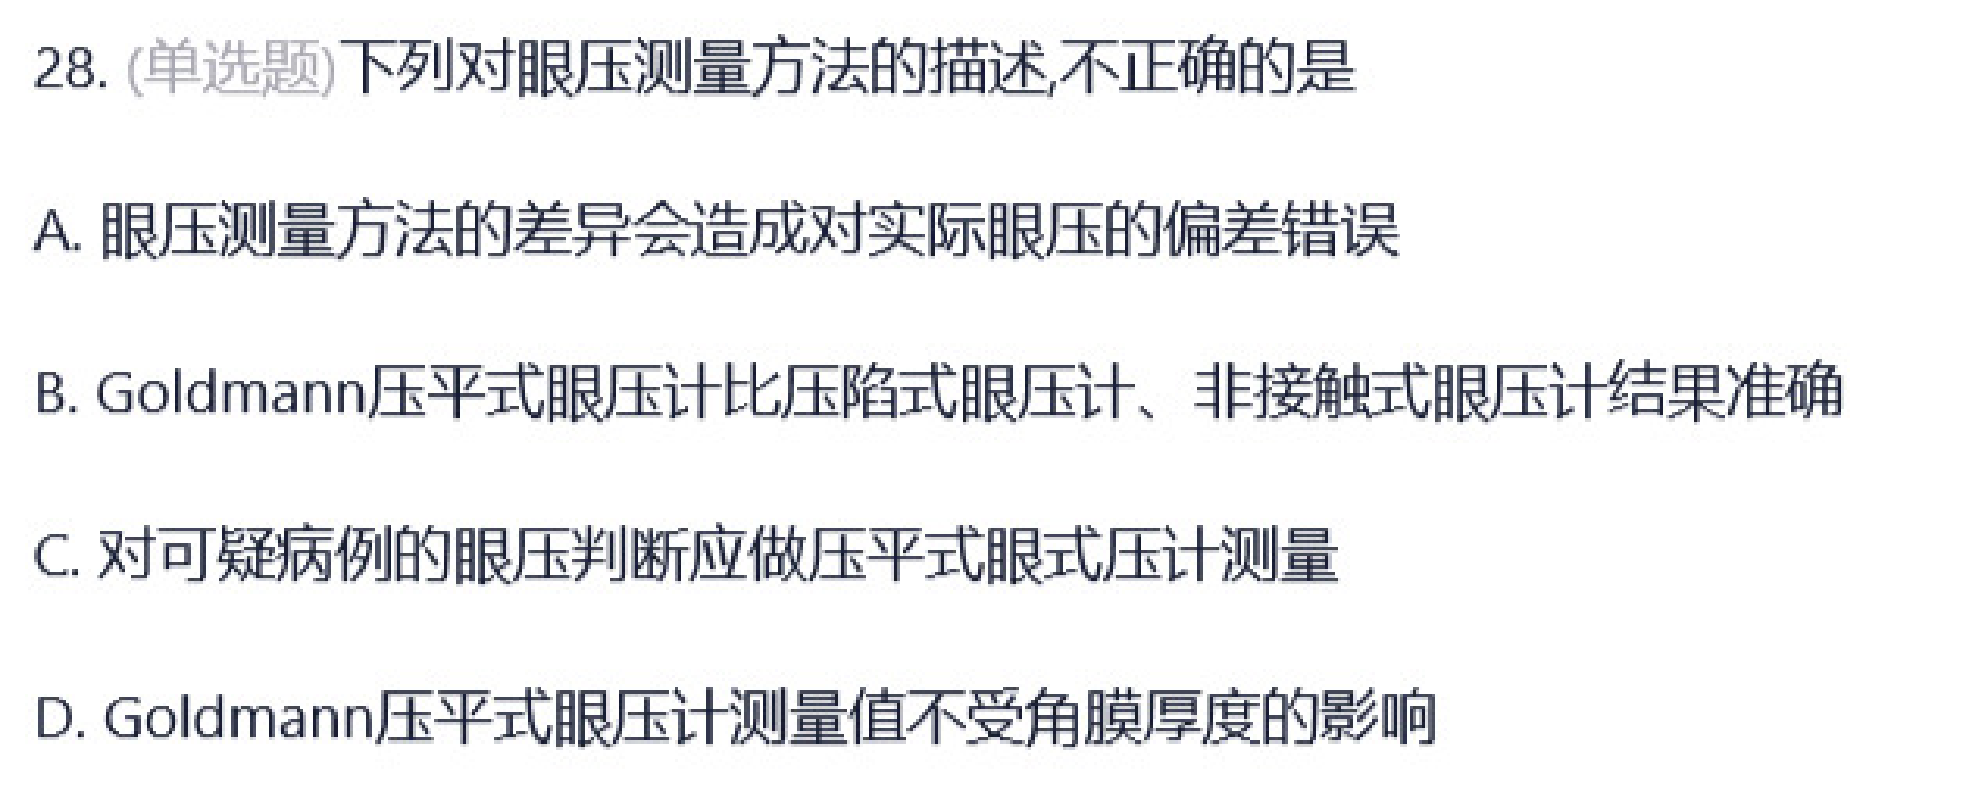 28. (单选题)下列对眼压测量方法的描述,不正确的是
A. 眼压测量方法的差异会造成对实际眼压的偏差错误
B. Goldmann压平式眼压计比压陷式眼压计、非接触式眼压计结果准确
C. 对可疑病例的眼压判断应做压平式眼式压计测量
D. Goldmann压平式眼压计测量值不受角膜厚度的影响